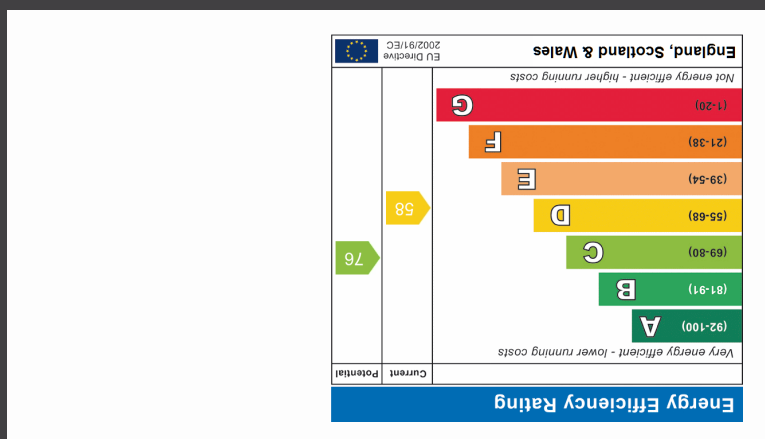 Energy Efficiency Rating
Current Potential
Very energy efficient - lower running costs
(92-100) A
(81-91) B
(69-80) C
(55-68) D
(39-54) E
(21-38) F
(1-20) G
58
76
Not energy efficient - higher running costs
England, Scotland & Wales
EU Directive
2002/91/EC